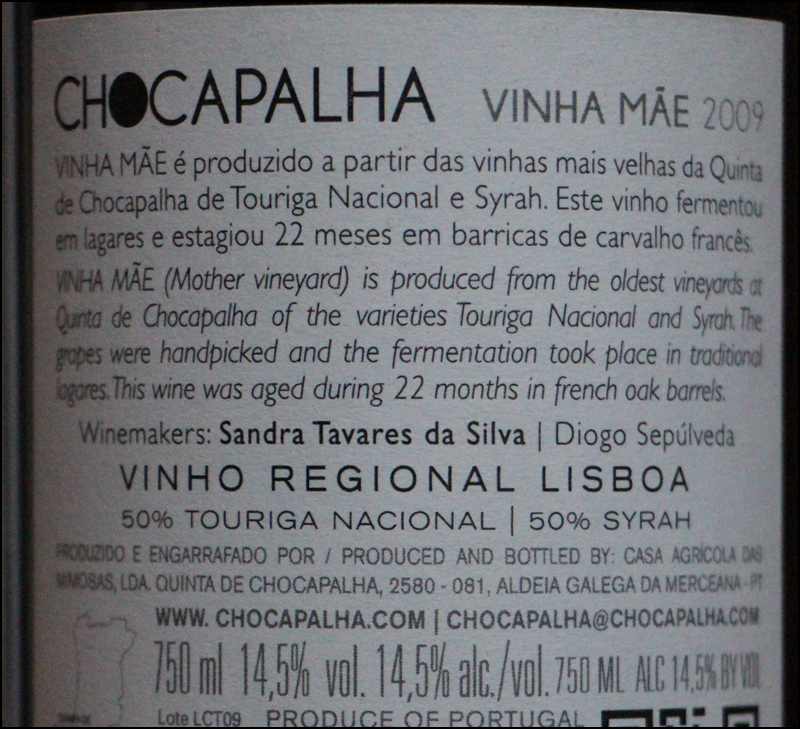 CHOCAPALHA VINHA MÃE 2009
VINHA MÃE é produzido a partir das vinhas mais velhas da Quinta
de Chocapalha de Touriga Nacional e Syrah. Este vinho fermentou
em lagares e estagiou 22 meses em barricas de carvalho francês.
VINHA MÃE (Mother vineyard) is produced from the oldest vineyards at
Quinta de Chocapalha of the varieties Touriga Nacional and Syrah. The
grapes were handpicked and the fermentation took place in traditional
lagares. This wine was aged during 22 months in french oak barrels.
Winemakers: Sandra Tavares da Silva | Diogo Sepúlveda
VINHO REGIONAL LISBOA
50% TOURIGA NACIONAL | 50% SYRAH
PRODUZIDO E ENGARRAFADO POR / PRODUCED AND BOTTLED BY: CASA AGRÍCOLA DAS
MIMOSAS, LDA. QUINTA DE CHOCAPALHA, 2580 - 081, ALDEIA GALEGA DA MERCEANA - PT
WWW. CHOCAPALHA.COM | CHOCAPALHA@CHOCAPALHA.COM
750 ml 14,5% vol. 14,5% alc./vol. 750 ML ALC 14,5% BY VOL
Lote LCT09 PRODUCE OF PORTUGAL